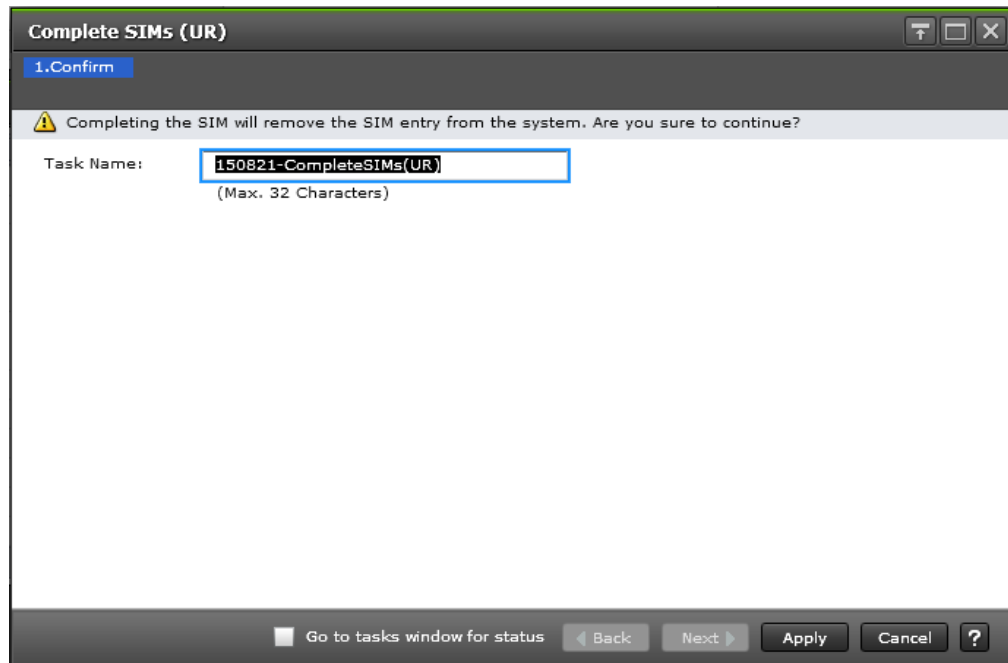 Complete SIMs (UR)
1.Confirm
Completing the SIM will remove the SIM entry from the system. Are you sure to continue?
Task Name: 150821-CompleteSIMs(UR)
(Max. 32 Characters)
Go to tasks window for status Back Next Apply Cancel ?